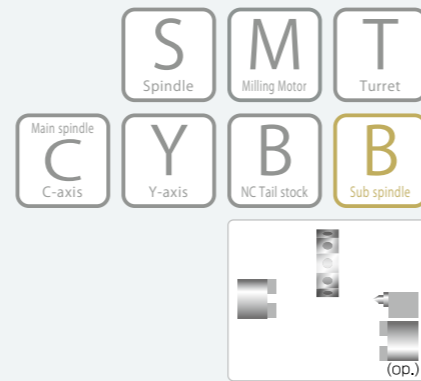 S M T
Spindle Milling Motor Turret
Main spindle
C Y B B
C-axis Y-axis NC Tail stock Sub spindle
(op.)